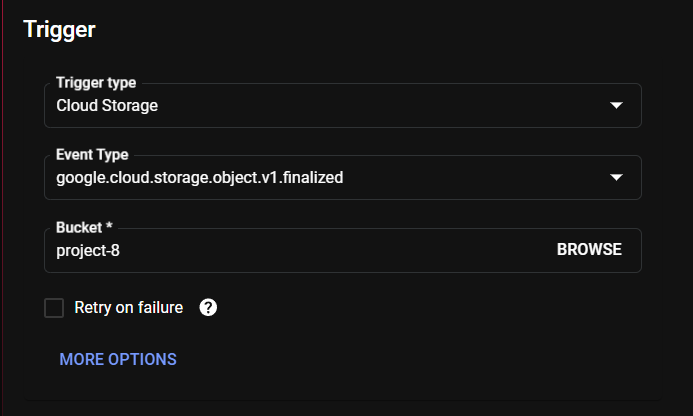 Trigger
Trigger type
Cloud Storage
Event Type
google.cloud.storage.object.v1.finalized
Bucket *
project-8
BROWSE
Retry on failure ?
MORE OPTIONS